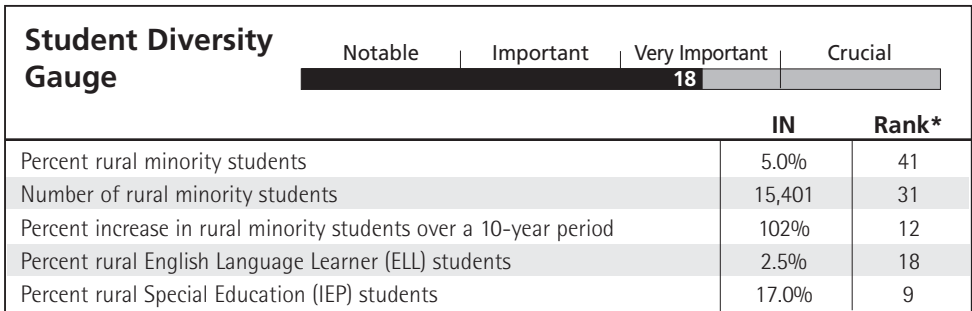 Student Diversity
Gauge
Notable Important Very Important Crucial
18
IN Rank*
Percent rural minority students 5.0% 41
Number of rural minority students 15,401 31
Percent increase in rural minority students over a 10-year period 102% 12
Percent rural English Language Learner (ELL) students 2.5% 18
Percent rural Special Education (IEP) students 17.0% 9